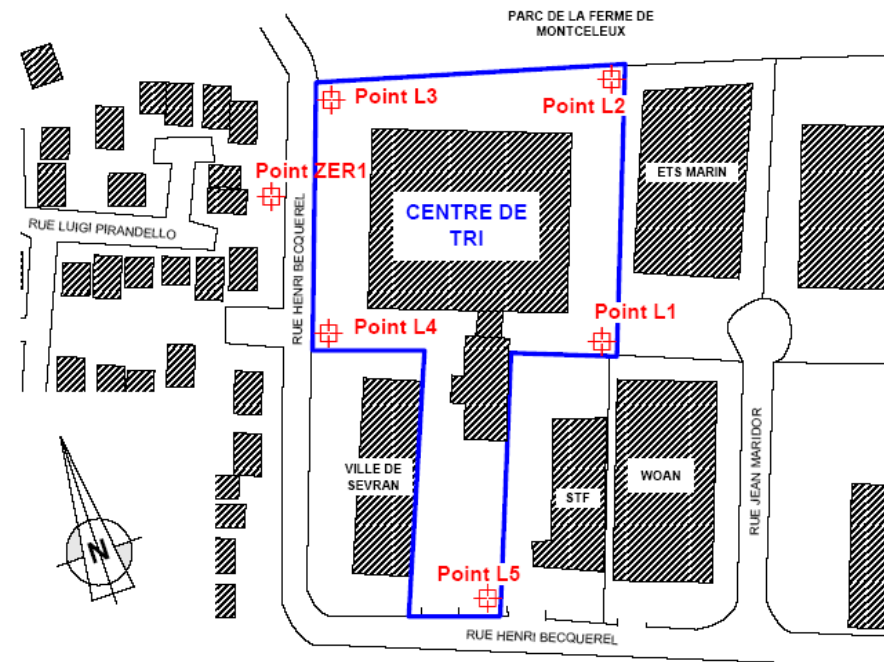 PARC DE LA FERME DE
MONTCELEUX
Point L3
Point L2
Point ZER1
ETS MARIN
CENTRE DE
TRI
RUE LUIGI PIRANDELLO
RUE HENRI BECQUEREL
Point L1
Point L4
VILLE DE
SEVRAN
WOAN
STF
RUE JEAN MARIDOR
N
Point L5
RUE HENRI BECQUEREL